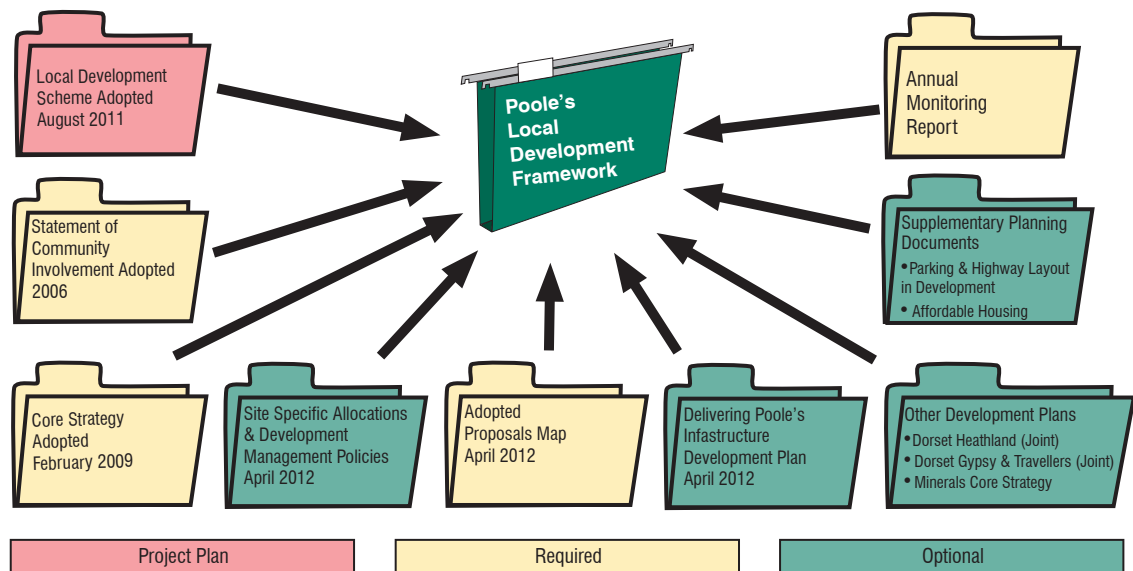 Local Development
Scheme Adopted
August 2011
Poole's
Local
Development
Framework
Annual
Monitoring
Report
Statement of
Community
Involvement Adopted
2006
Supplementary Planning
Documents
• Parking & Highway Layout
in Development
• Affordable Housing
Core Strategy
Adopted
February 2009
Site Specific Allocations
& Development
Management Policies
April 2012
Adopted
Proposals Map
April 2012
Delivering Poole's
Infastructure
Development Plan
April 2012
Other Development Plans
• Dorset Heathland (Joint)
• Dorset Gypsy & Travellers (Joint)
• Minerals Core Strategy
Project Plan
Required
Optional